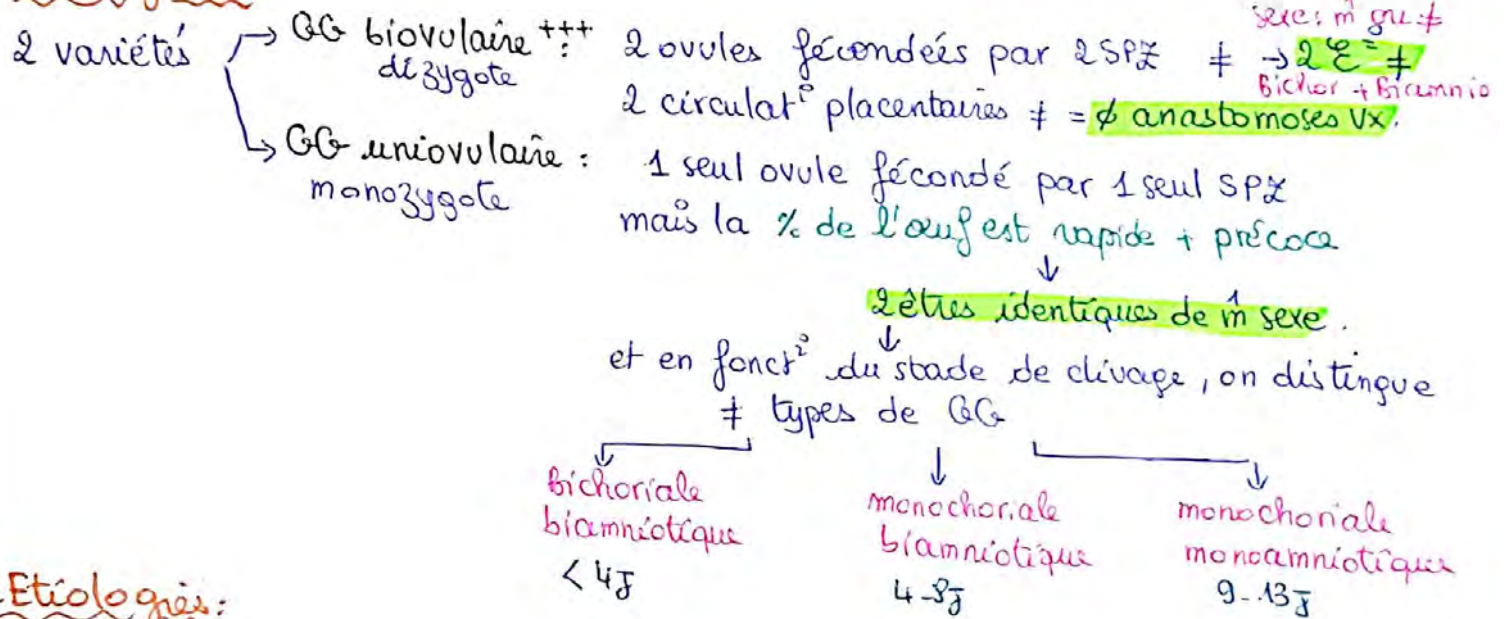 sexe: m̂ ou ≠
2 variétés → GG biovulaire +++ : 2 ovules fécondées par 2 SPZ ≠ → 2 ≠
dizygote
Bichor + Biamnio
2 circulat° placentaires ≠ = ∅ anastomoses Vx.
→ GG uniovulaire : 1 seul ovule fécondé par 1 seul SPZ
monozygote
mais la % de l'œuf est rapide + précoce
↓
2 êtres identiques de m̂ sexe.
↓
et en fonct° du stade de clivage, on distingue
≠ types de GG
Bichoriale
biamniotique
< 4J
monochoriale
biamniotique
4-8J
monochoriale
monoamniotique
9-13J
Etiologies: